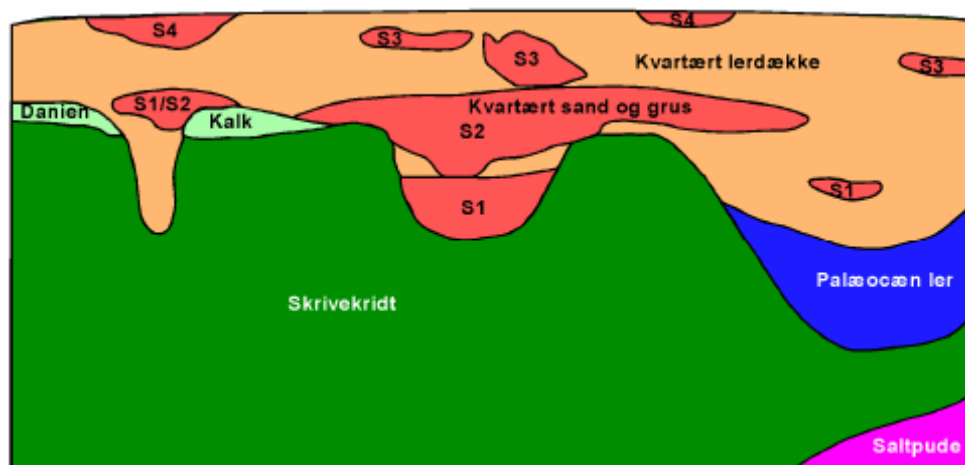 S4
S4
S3
S3
Kvartært lerdække
S3
S1/S2
Kvartært sand og grus
Danien
Kalk
S2
S1
S1
Palæocæn ler
Skrivekridt
Saltpude